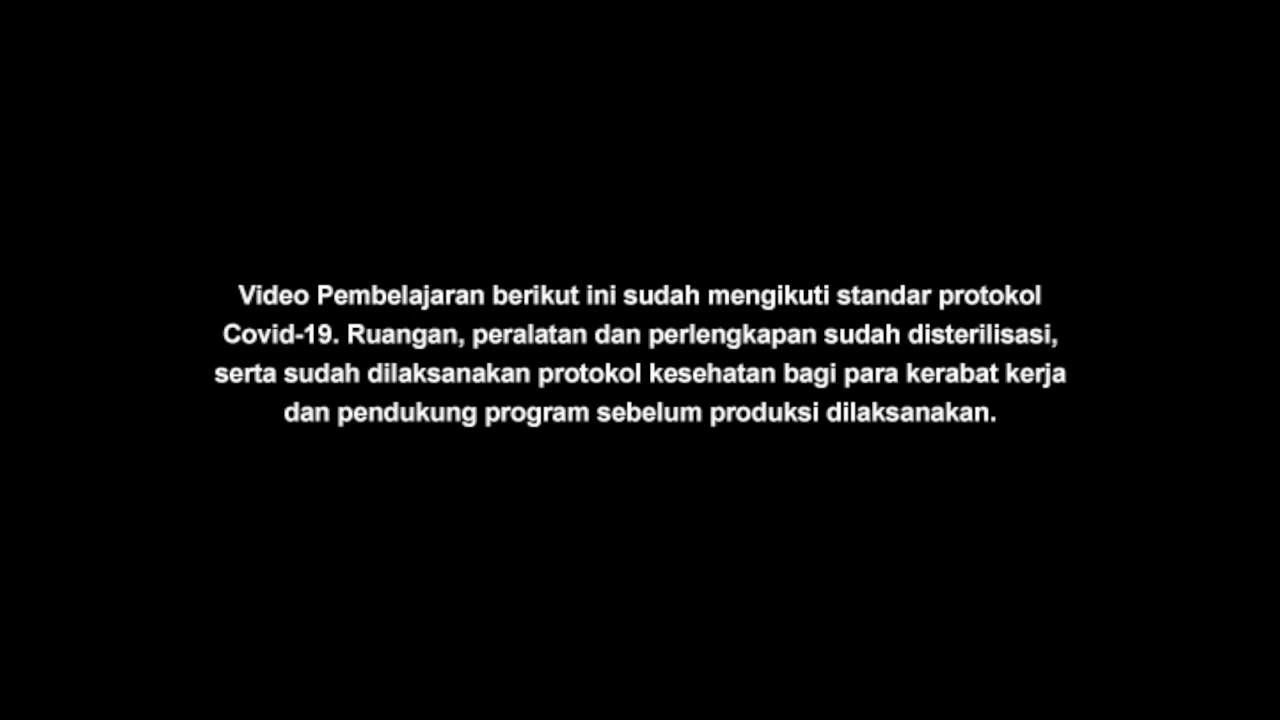 Video Pembelajaran berikut ini sudah mengikuti standar protokol
Covid-19. Ruangan, peralatan dan perlengkapan sudah disterilisasi,
serta sudah dilaksanakan protokol kesehatan bagi para kerabat kerja
dan pendukung program sebelum produksi dilaksanakan.